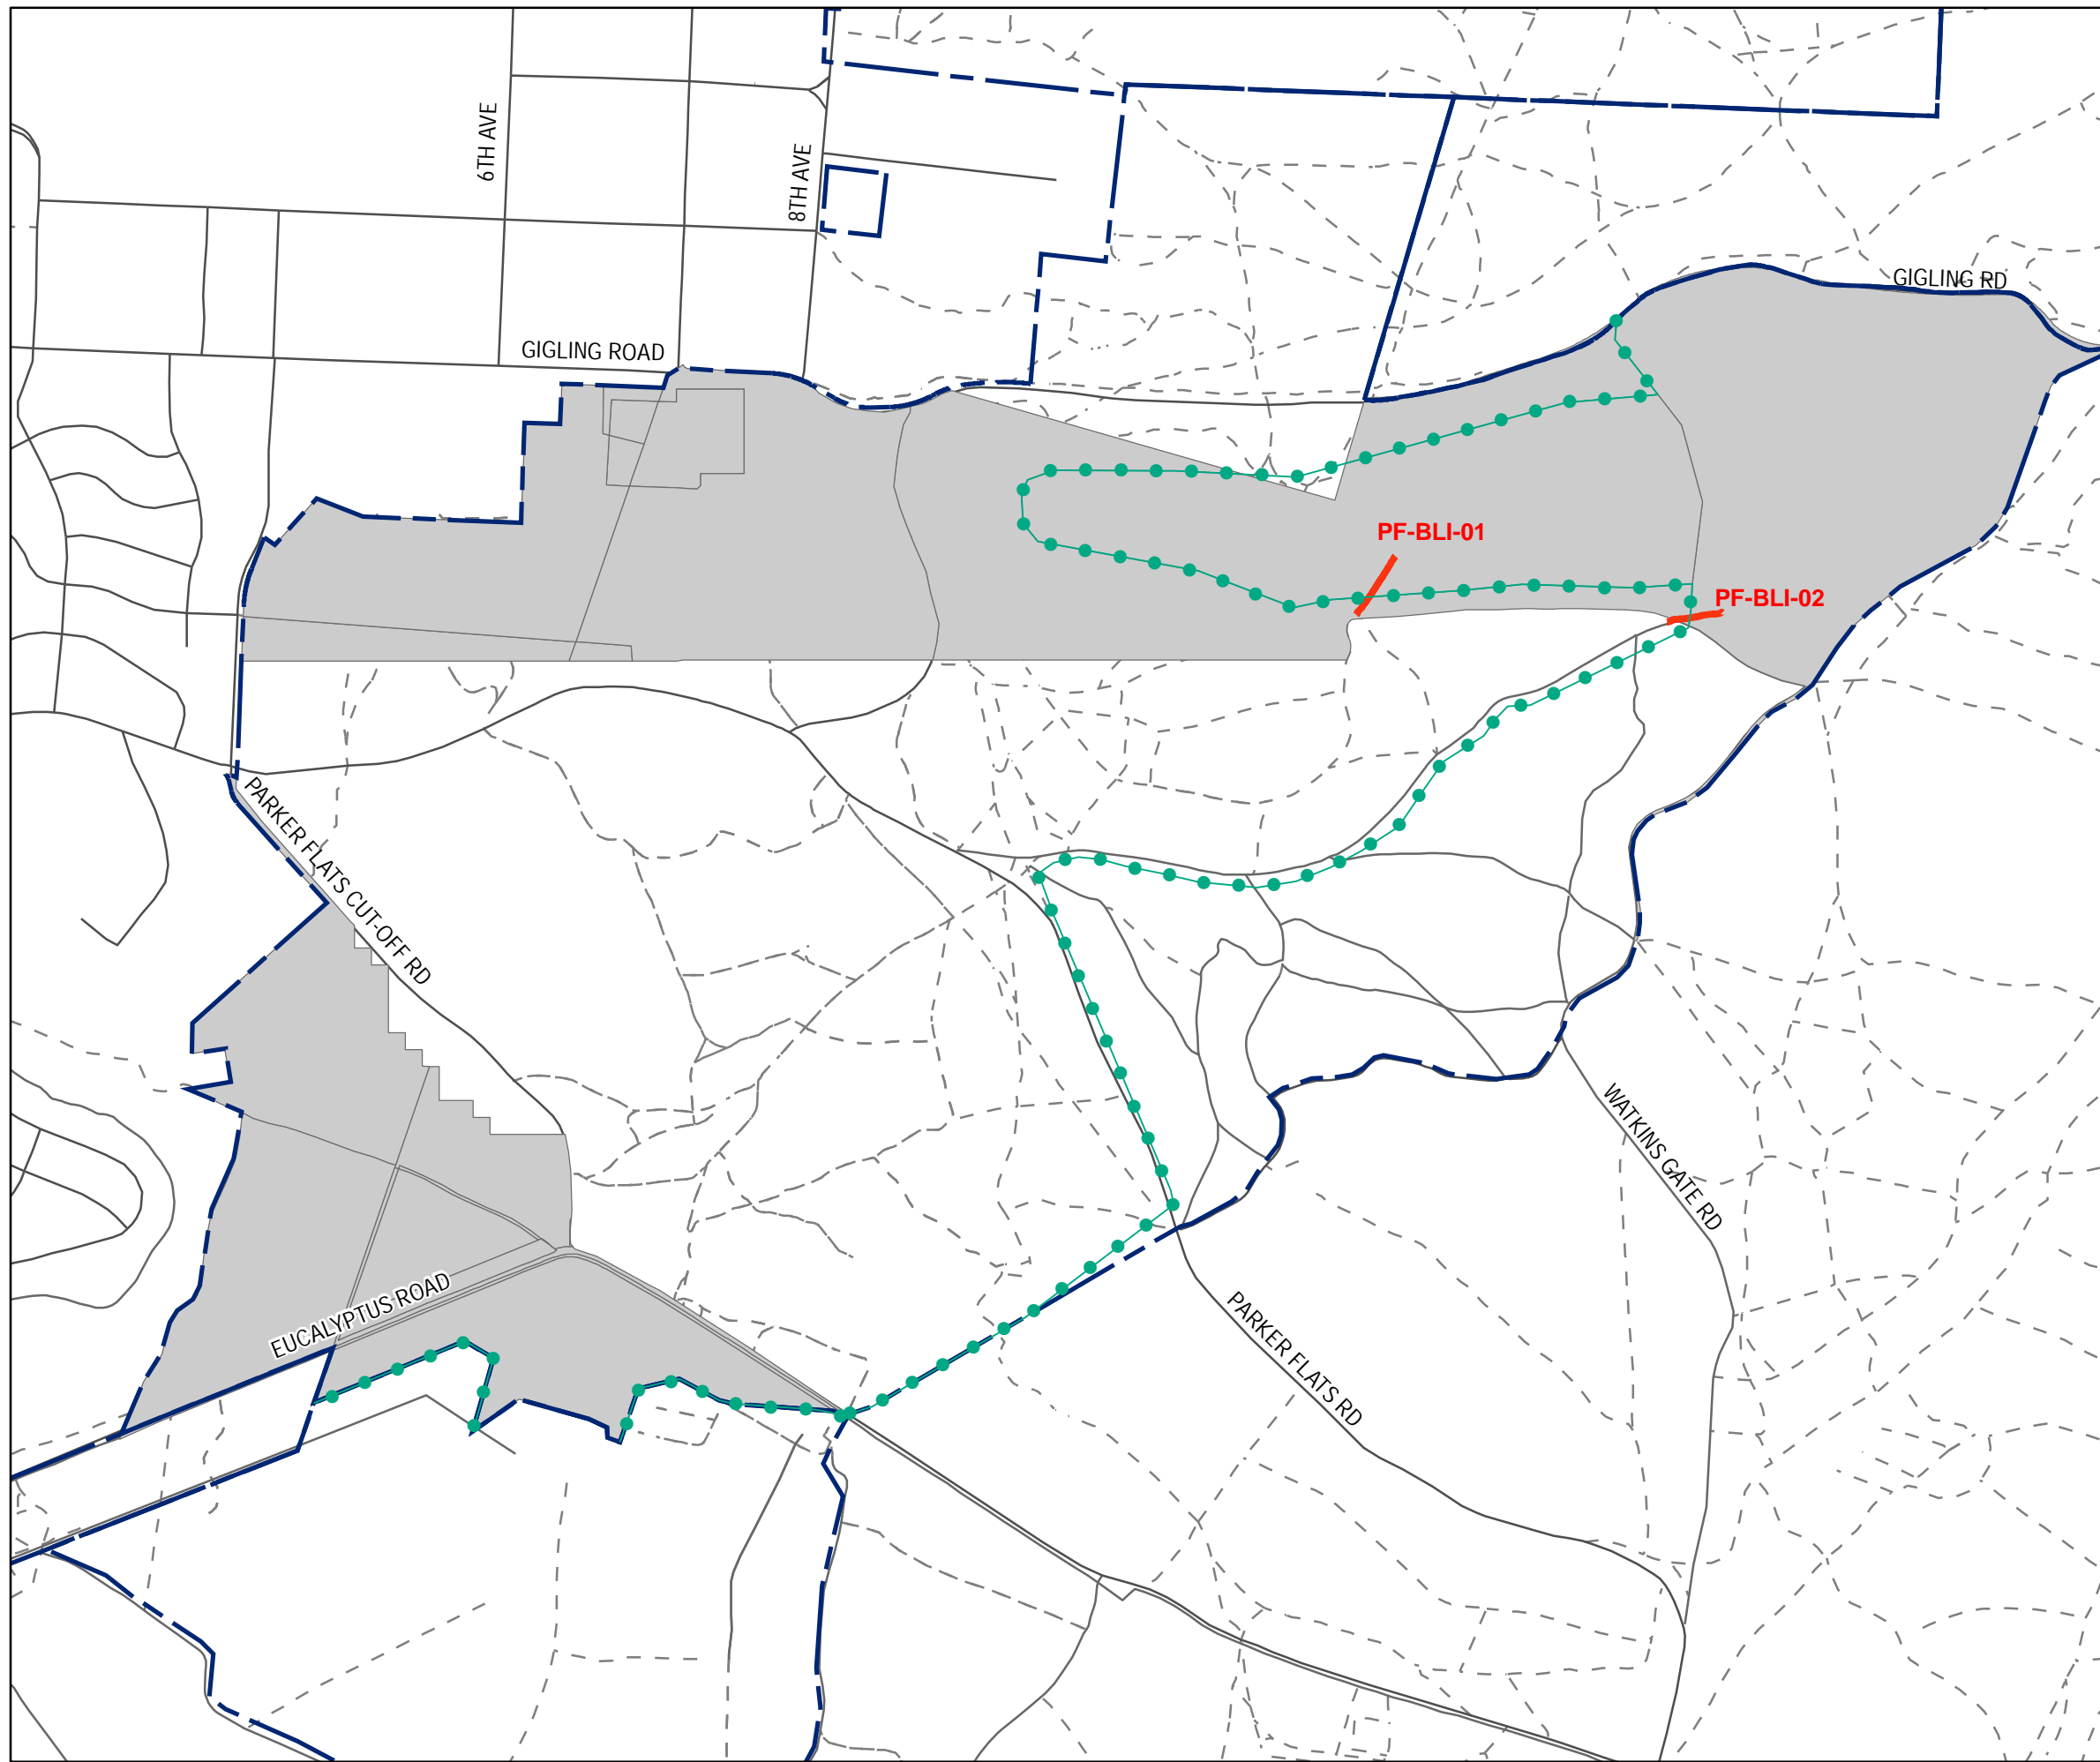 6TH AVE
8TH AVE
GIGLING RD
GIGLING ROAD
PF-BLI-01
PF-BLI-02
PARKER FLATS CUT-OFF RD
WATKINS GATE RD
EUCALYPTUS ROAD
PARKER FLATS RD